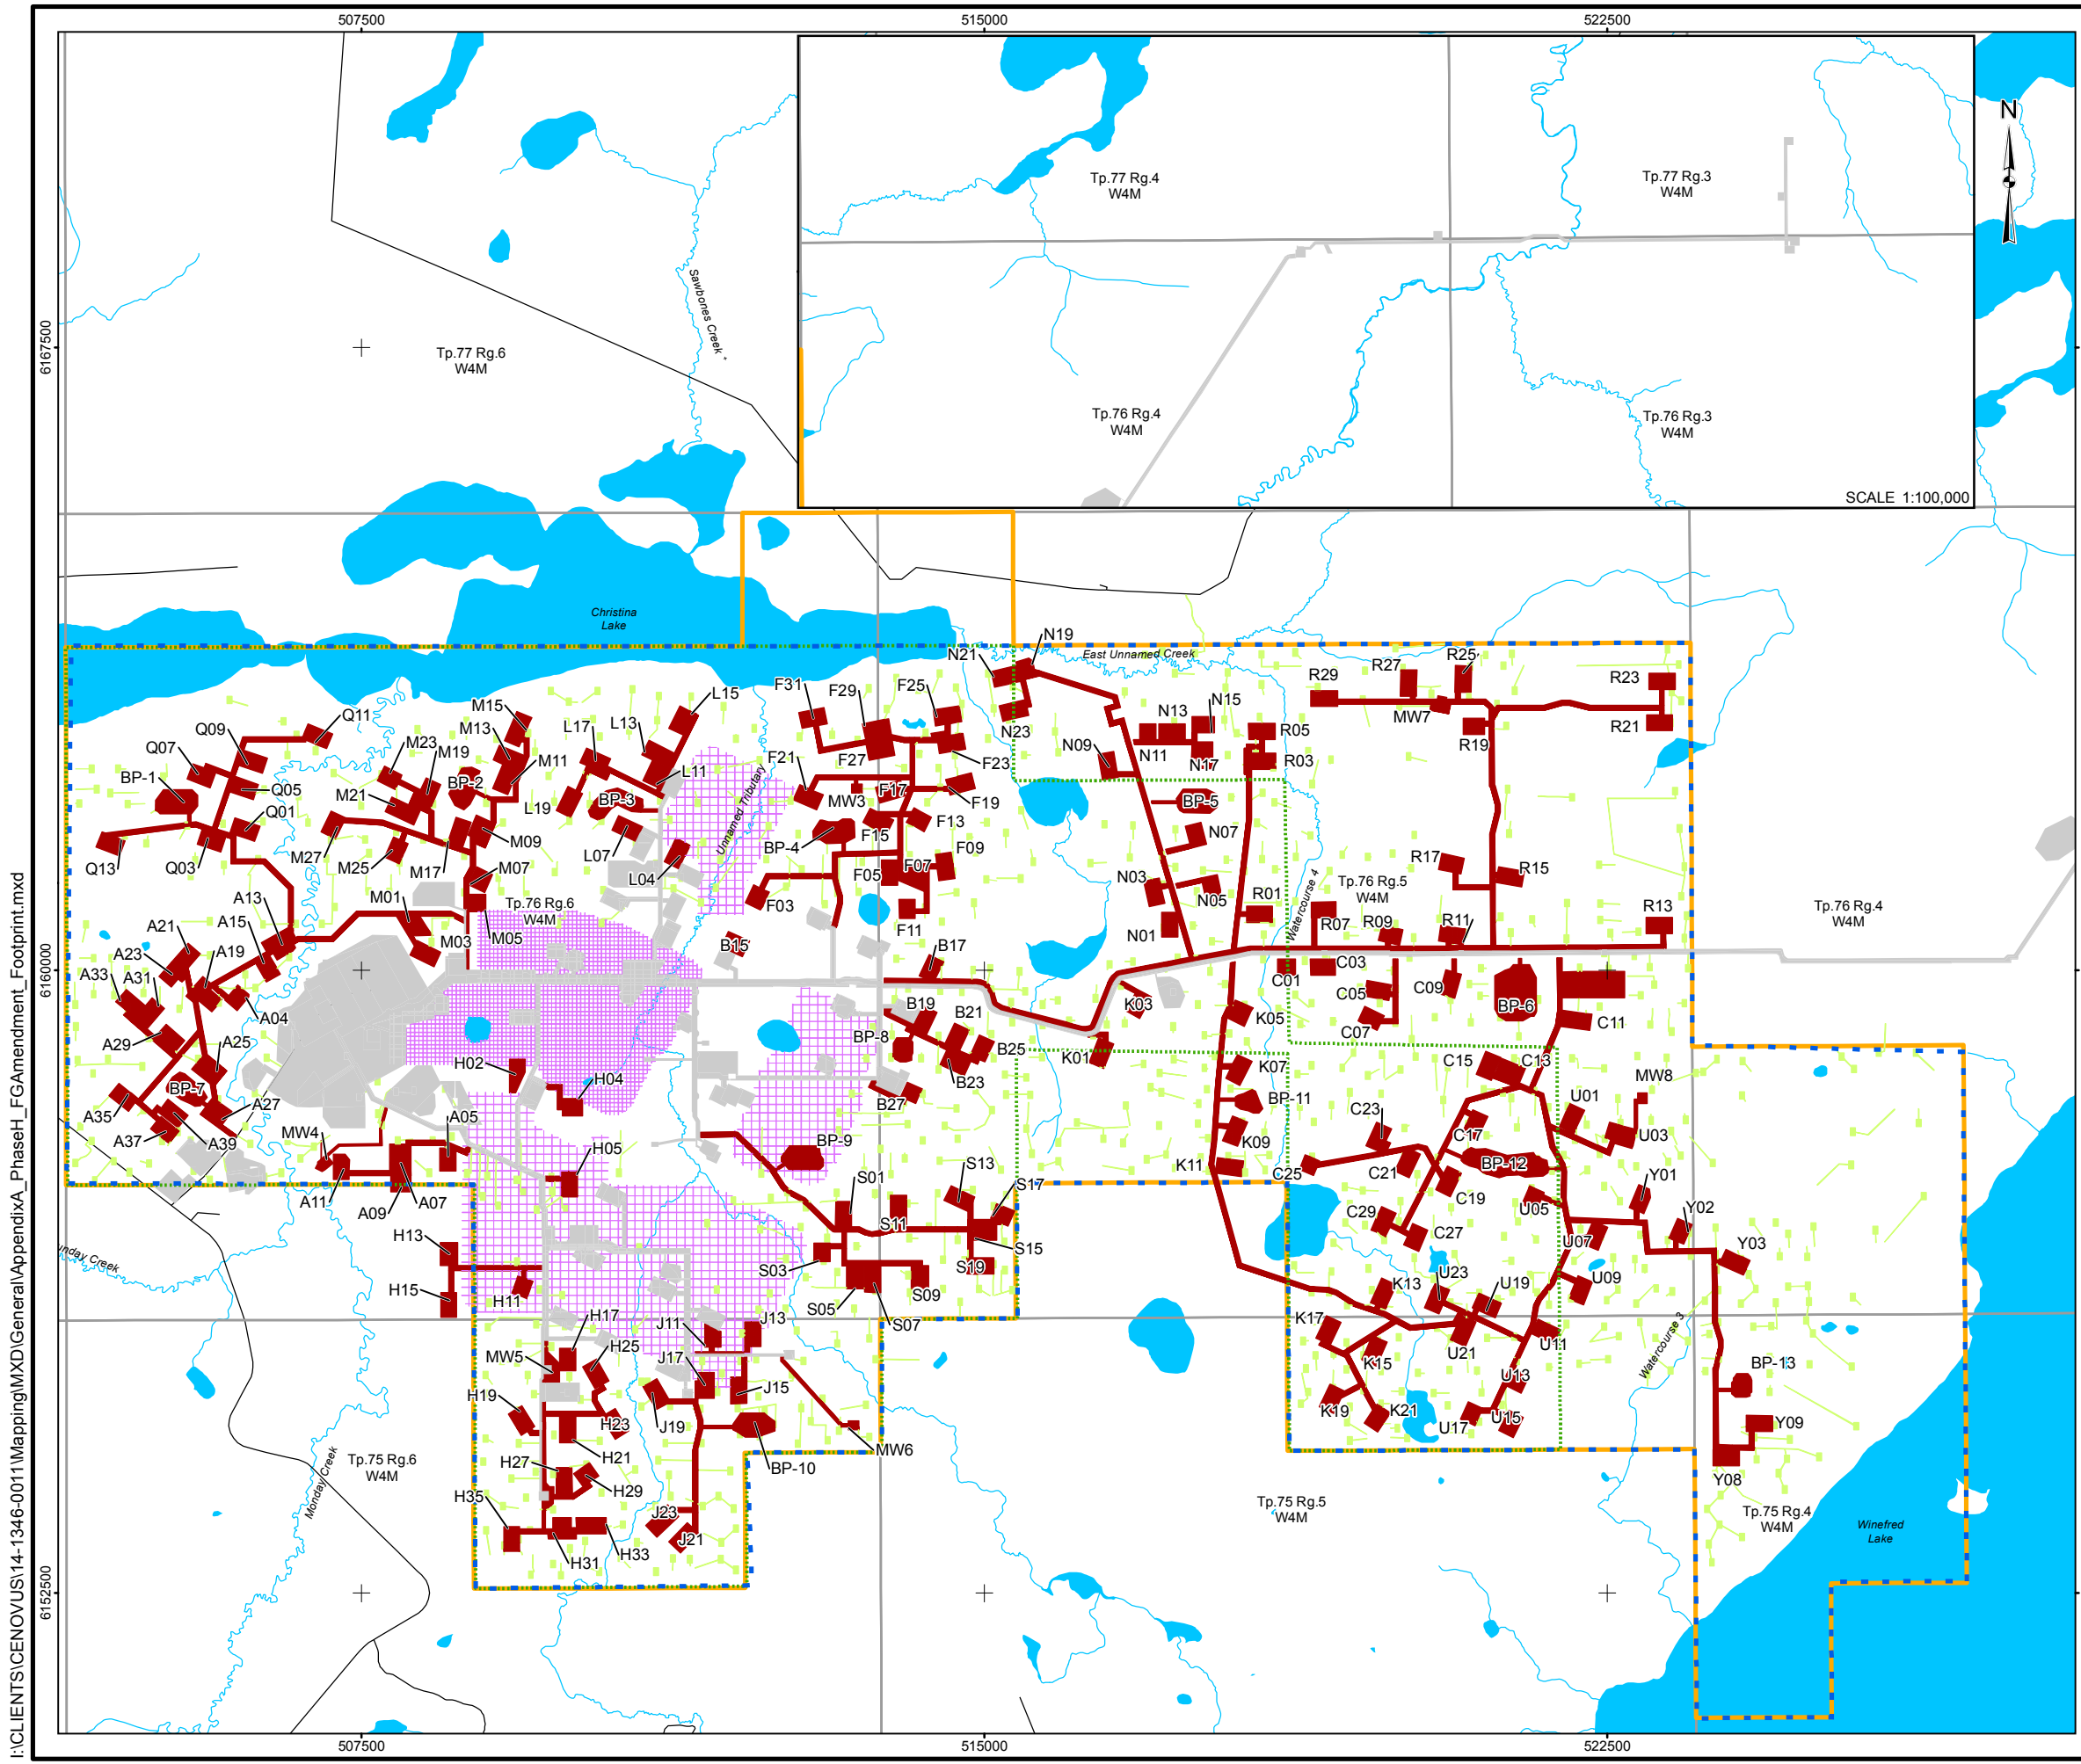 507500
515000
522500
N
Tp.77 Rg.4
W4M
Tp.77 Rg.3
W4M
6167500
Sawbones Creek
Tp.77 Rg.6
W4M
Tp.76 Rg.4
W4M
Tp.76 Rg.3
W4M
SCALE 1:100,000
Christina
Lake
N19
N21
East Unnamed Creek
R25
R27
R29
R23
F31
F29
F25
L15
M15
Q11
Q09
M13
L17
L13
N15
N13
MW7
R21
R19
R05
N23
Q07
M23
M19
M11
L11
F27
F23
N09
N11
N17
R03
BP-1
BP-2
F21
Q05
M21
L19
BP-3
MW3
F17
F19
BP-5
Unnamed Tributary
Q01
F15
F13
N07
M09
BP-4
L07
M27
Q13
Q03
M25
M17
M07
L04
F05
F07
F09
R17
R15
N03
A13
M01
Tp.76 Rg.6
W4M
F03
N05
R01
Tp.76 Rg.5
W4M
Tp.76 Rg.4
W4M
A21
A15
M03
M05
F11
N01
Watercourse 4
R07
R09
R11
R13
B15
B17
A23
A19
A33
A31
6160000
C01
C03
C05
C09
BP-6
A04
K03
B19
B21
K05
C07
C11
A29
A25
BP-8
B25
K01
H02
H04
B23
K07
C15
C13
BP-7
A35
A27
B27
BP-11
MW8
U01
A05
C23
A37
A39
MW4
BP-9
K09
C17
U03
H05
A11
A07
A09
S01
S13
S17
K11
C25
C21
BP-12
C19
Y01
S11
U05
Y02
C29
H13
S15
C27
U07
Y03
unday Creek
S03
S19
H15
H11
S05
S09
S07
K13
U23
U19
U09
H17
J11
J13
K17
U21
U11
Watercourse 3
MW5
H25
J17
K15
BP-13
H19
J15
U13
H23
J19
K19
K21
U17
U15
Y09
H21
MW6
BP-10
Tp.75 Rg.6
W4M
H27
H29
Y08
Monday Creek
H35
J23
Tp.75 Rg.5
W4M
Tp.75 Rg.4
W4M
Winefred
Lake
J21
H31
H33
6152500
507500
515000
522500
I:\CLIENTS\CENOVUS\14-1346-0011\Mapping\MXD\General\AppendixA_PhaseH_FGAmendment_Footprint.mxd